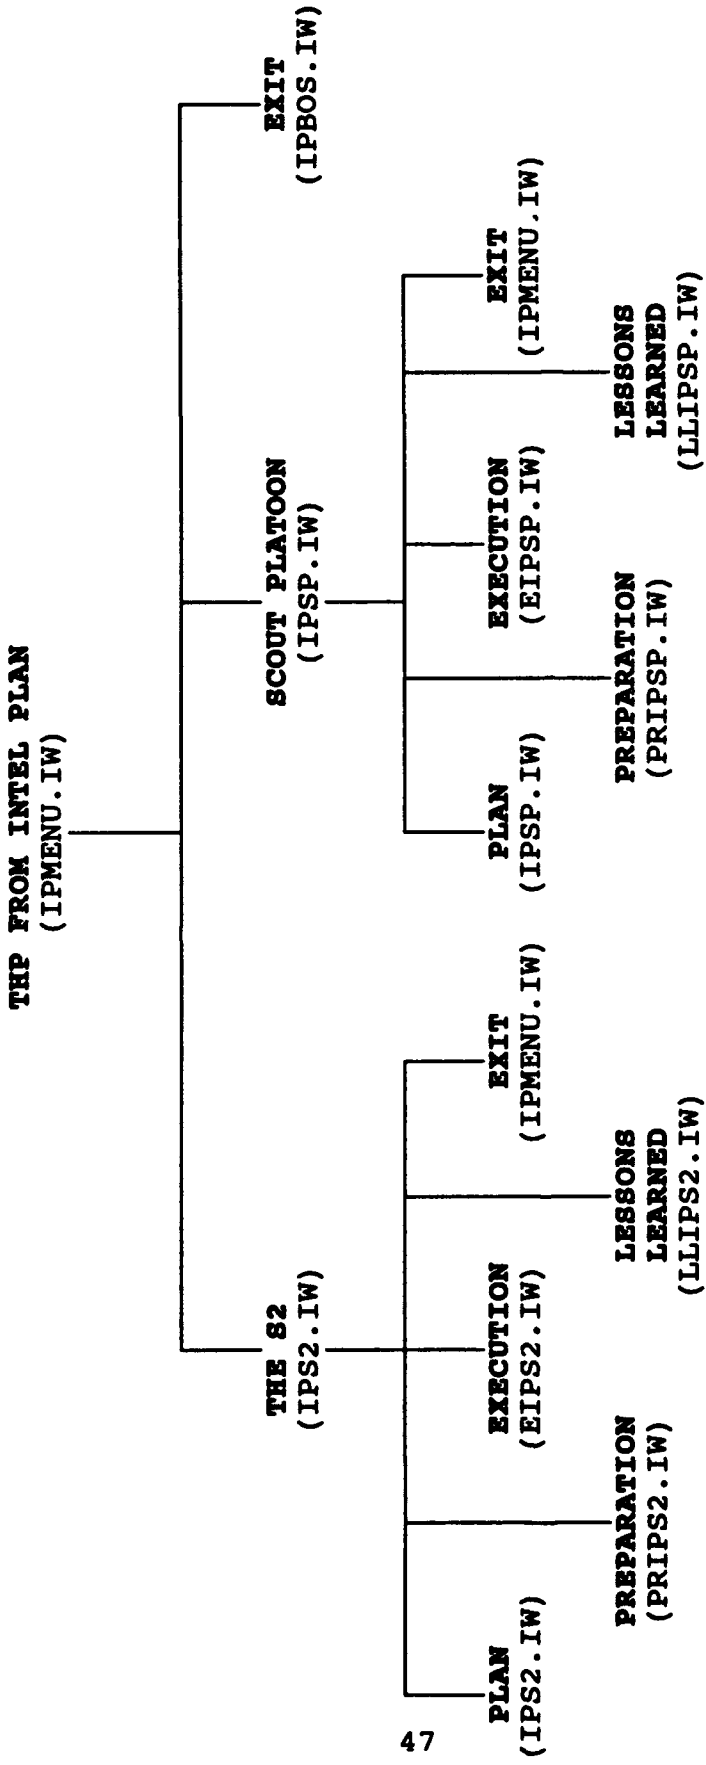 THP FROM INTEL PLAN
(IPMENU.IW)
THE S2
(IPS2.IW)
SCOUT PLATOON
(IPSP.IW)
EXIT
(IPBOS.IW)
PLAN
(IPS2.IW)
EXECUTION
(EIPS2.IW)
EXIT
(IPMENU.IW)
PLAN
(IPSP.IW)
EXECUTION
(EIPSP.IW)
EXIT
(IPMENU.IW)
PREPARATION
(PRIPS2.IW)
LESSONS
LEARNED
(LLIPS2.IW)
PREPARATION
(PRIPSP.IW)
LESSONS
LEARNED
(LLIPSP.IW)
47